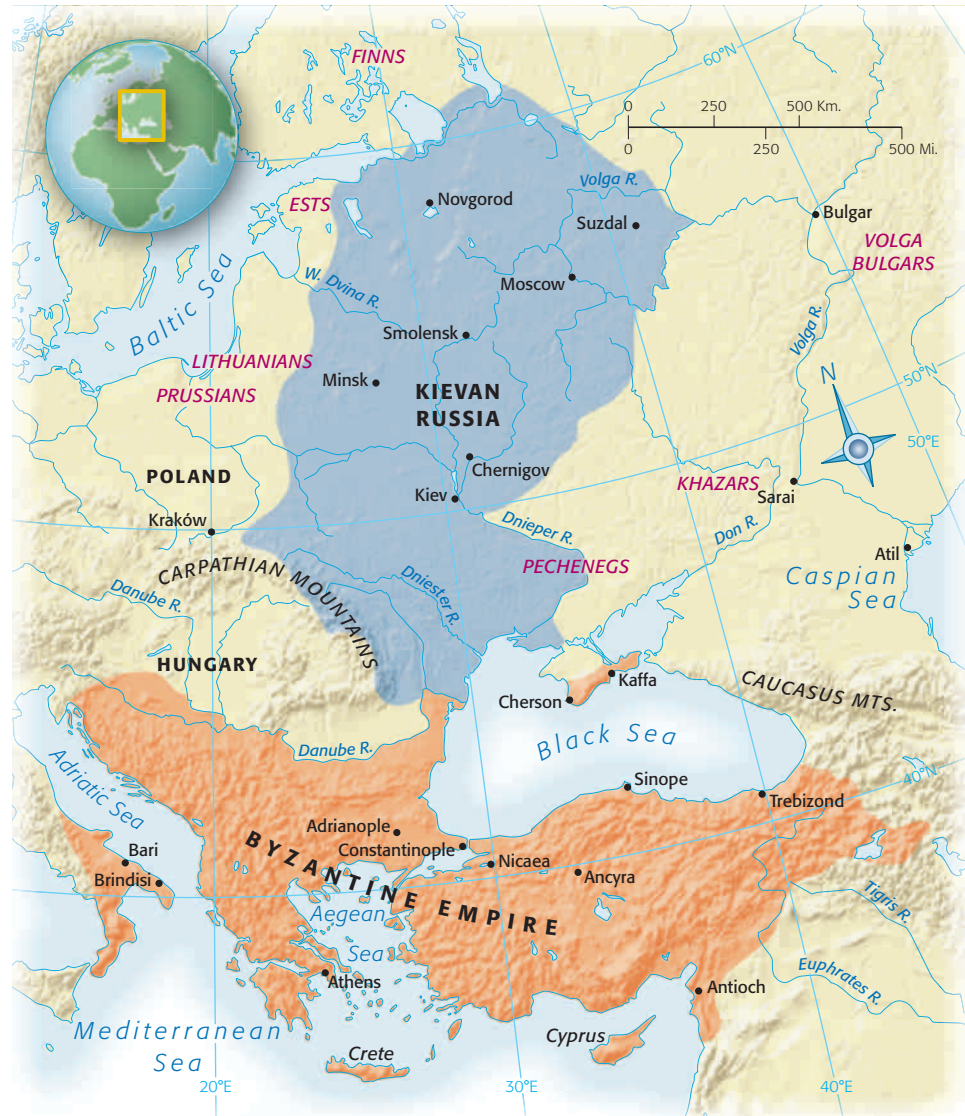 FINNS
60°N
0 250 500 Km.
0 250 500 Mi.
Volga R.
ESTS
Novgorod
Suzdal
Bulgar
VOLGA
BULGARS
Baltic Sea
W. Dvina R.
Moscow
Smolensk
Volga R.
LITHUANIANS
PRUSSIANS
Minsk
KIEVAN
RUSSIA
N
50°N
50°E
POLAND
Chernigov
Kiev
KHAZARS
Sarai
Kraków
Dnieper R.
Don R.
Atil
CARPATHIAN MOUNTAINS
PECHENEGS
Caspian
Sea
Danube R.
Dniester R.
HUNGARY
Kaffa
Cherson
CAUCASUS MTS.
Black Sea
Danube R.
Adriatic Sea
Sinope
40°N
Trebizond
Adrianople
Constantinople
Bari
Nicaea
Ancyra
Brindisi
BYZANTINE EMPIRE
Tigris R.
Aegean
Sea
Euphrates R.
Athens
Antioch
Mediterranean
Sea
Cyprus
Crete
20°E
30°E
40°E